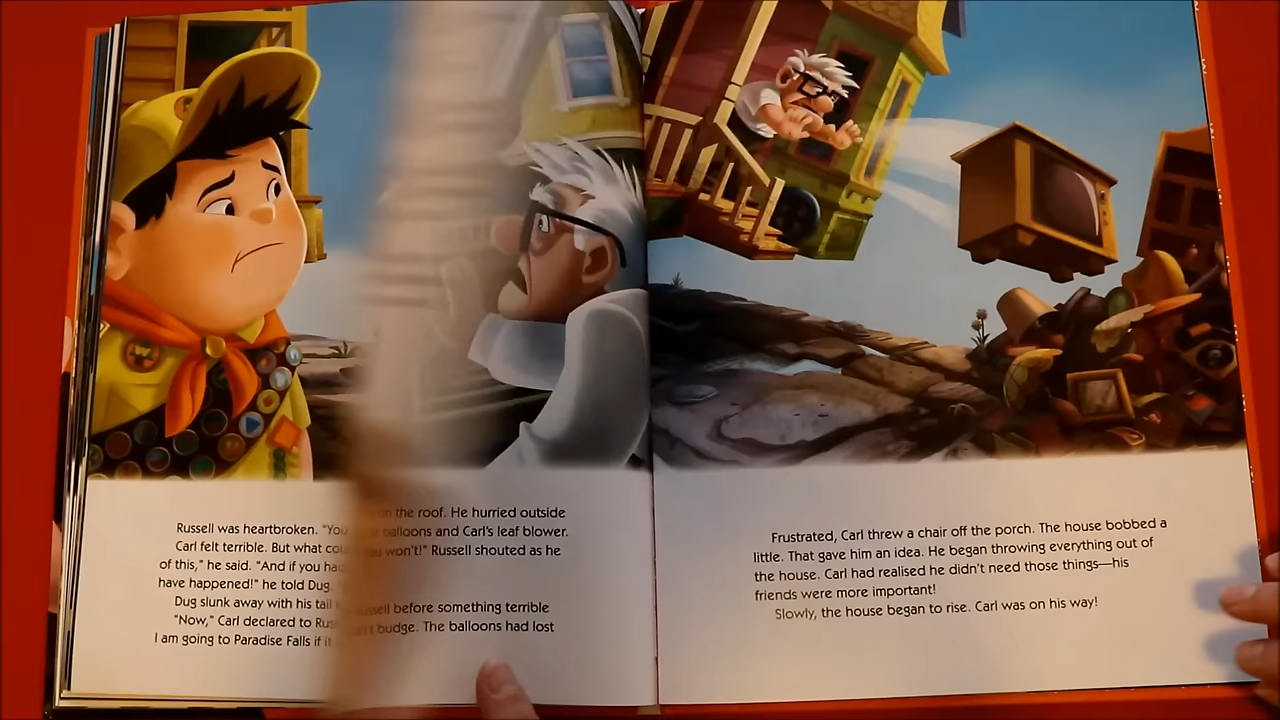 Russell was heartbroken. "You
Carl felt terrible. But what
of this," he said. "And if you
have happened!" he told Dug.
Dug slunk away with his tail
"Now," Carl declared to
I am going to Paradise Falls if it
on the roof. He hurried outside
balloons and Carl's leaf blower.
won't!" Russell shouted as he
before something terrible
budge. The balloons had lost
Frustrated, Carl threw a chair off the porch. The house bobbed a
little. That gave him an idea. He began throwing everything out of
the house. Carl had realised he didn't need those things—his
friends were more important!
Slowly, the house began to rise. Carl was on his way!